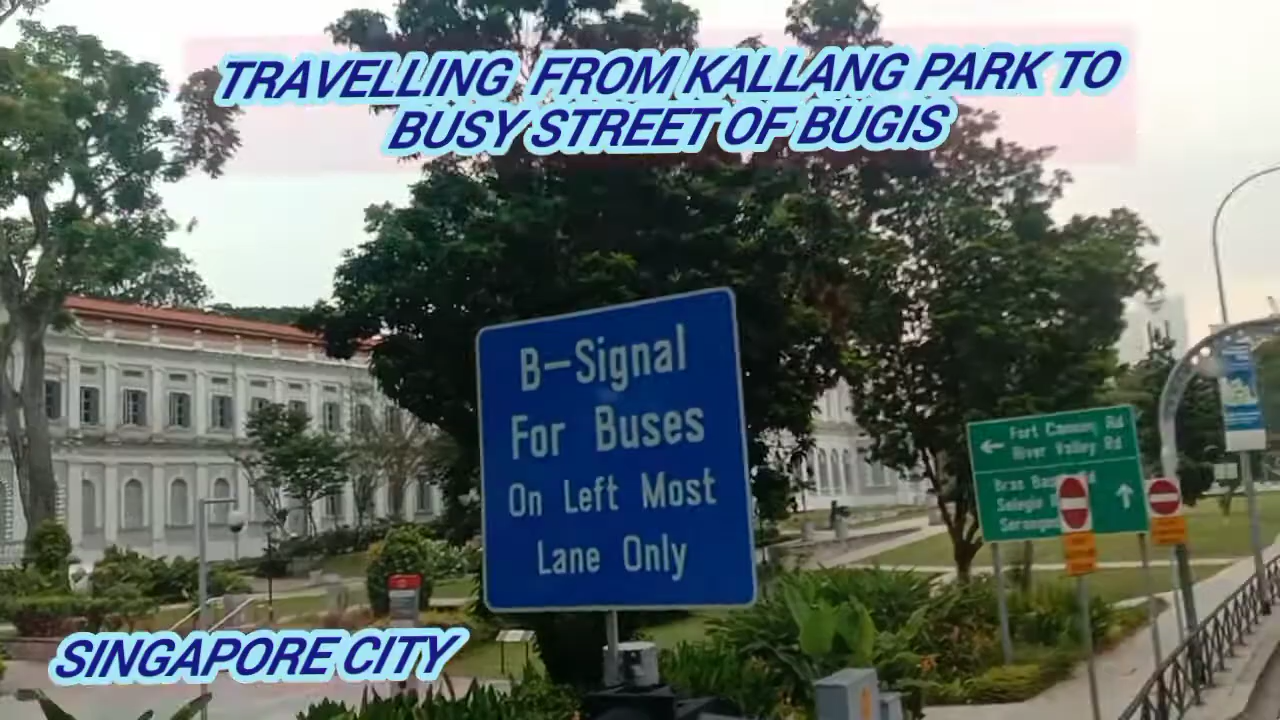 TRAVELLING FROM KALLANG PARK TO
BUSY STREET OF BUGIS
B-Signal
For Buses
On Left Most
Lane Only
Fort Canning Rd
River Valley Rd
Bras
SINGAPORE CITY